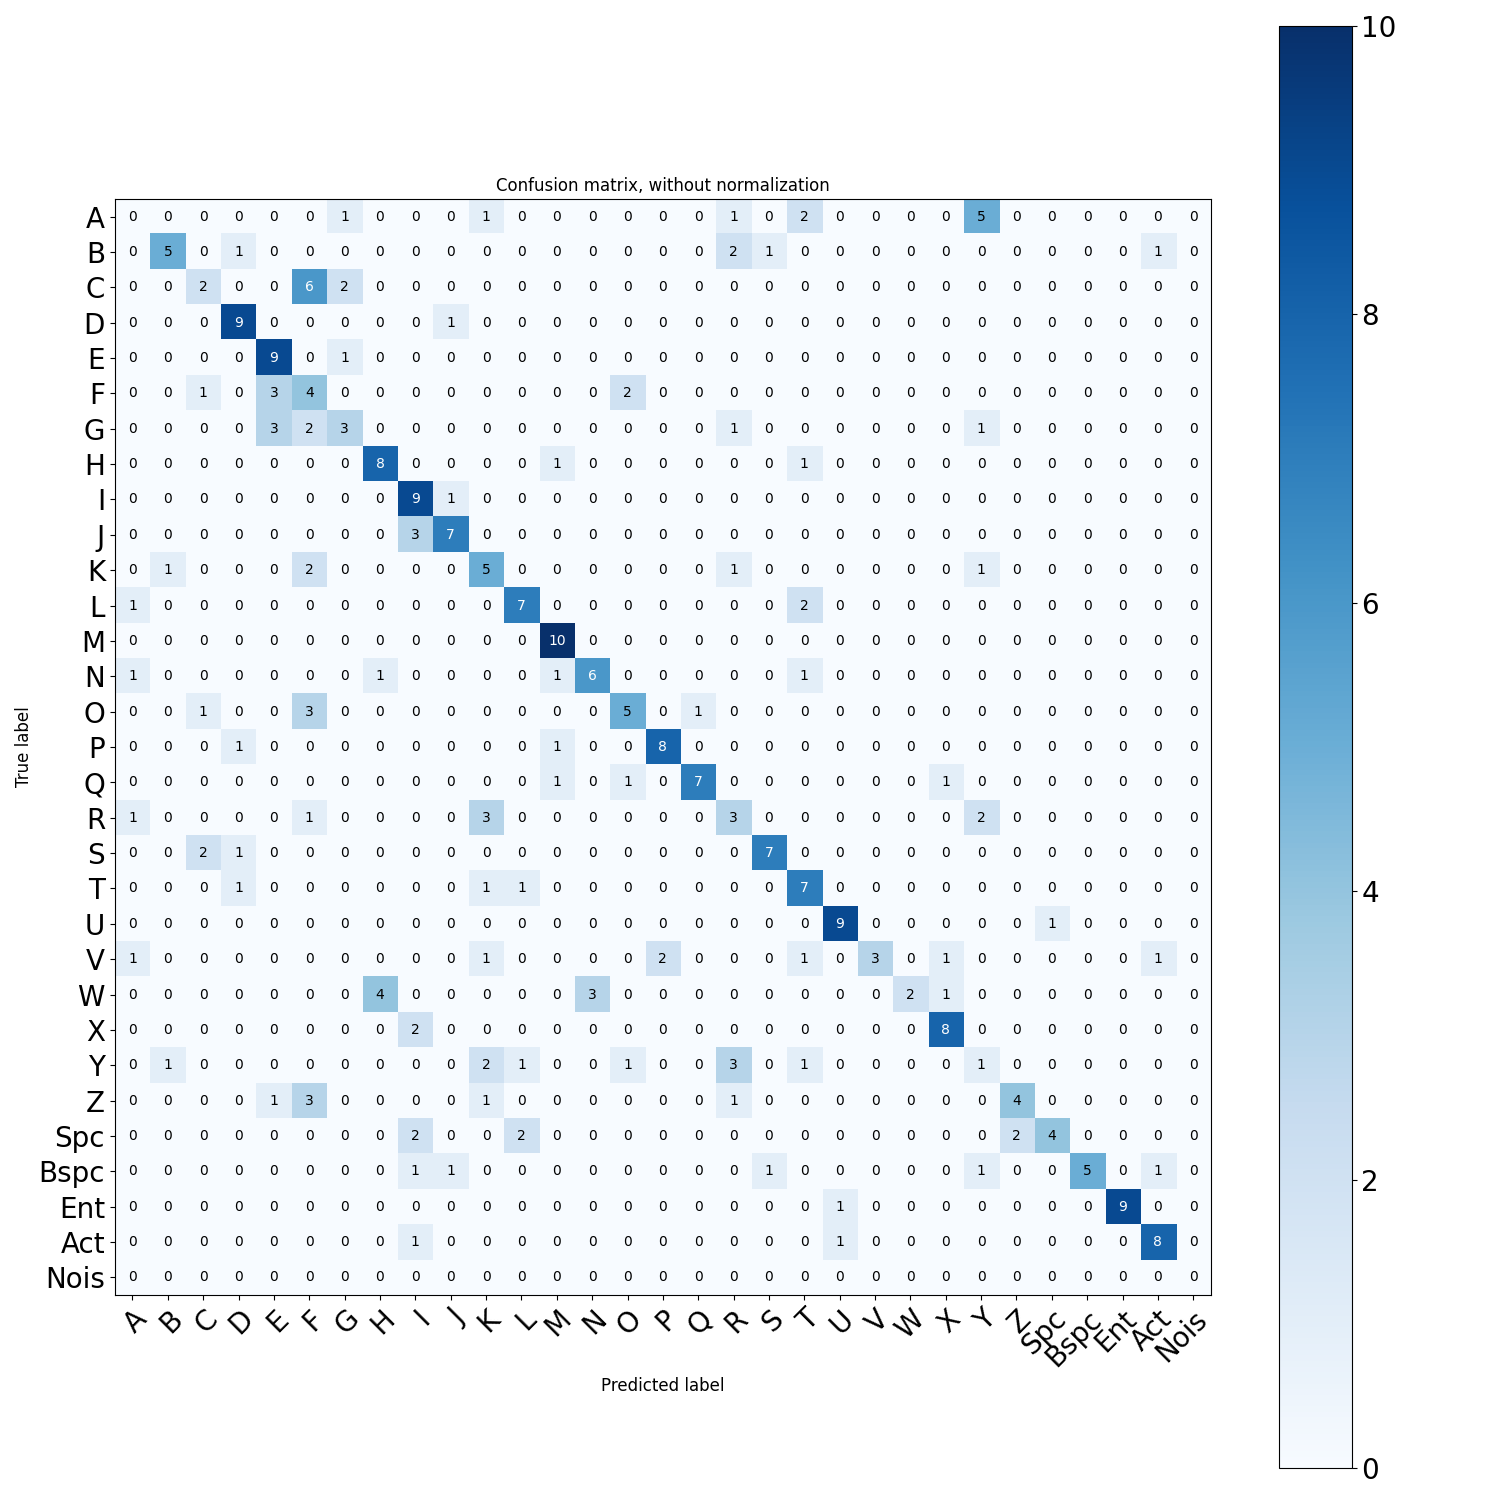 Confusion matrix, without normalization
A 0 0 0 0 0 0 1 0 0 0 1 0 0 0 0 0 0 1 0 2 0 0 0 0 5 0 0 0 0 0 0
B 0 5 0 1 0 0 0 0 0 0 0 0 0 0 0 0 0 2 1 0 0 0 0 0 0 0 0 0 0 1 0
C 0 0 2 0 0 6 2 0 0 0 0 0 0 0 0 0 0 0 0 0 0 0 0 0 0 0 0 0 0 0 0
D 0 0 0 9 0 0 0 0 0 1 0 0 0 0 0 0 0 0 0 0 0 0 0 0 0 0 0 0 0 0 0
E 0 0 0 0 9 0 1 0 0 0 0 0 0 0 0 0 0 0 0 0 0 0 0 0 0 0 0 0 0 0 0
F 0 0 1 0 3 4 0 0 0 0 0 0 0 0 2 0 0 0 0 0 0 0 0 0 0 0 0 0 0 0 0
G 0 0 0 0 3 2 3 0 0 0 0 0 0 0 0 0 0 1 0 0 0 0 0 0 1 0 0 0 0 0 0
H 0 0 0 0 0 0 0 8 0 0 0 0 1 0 0 0 0 0 0 1 0 0 0 0 0 0 0 0 0 0 0
I 0 0 0 0 0 0 0 0 9 1 0 0 0 0 0 0 0 0 0 0 0 0 0 0 0 0 0 0 0 0 0
J 0 0 0 0 0 0 0 0 3 7 0 0 0 0 0 0 0 0 0 0 0 0 0 0 0 0 0 0 0 0 0
K 0 1 0 0 0 2 0 0 0 0 5 0 0 0 0 0 0 1 0 0 0 0 0 0 1 0 0 0 0 0 0
L 1 0 0 0 0 0 0 0 0 0 0 7 0 0 0 0 0 0 0 2 0 0 0 0 0 0 0 0 0 0 0
M 0 0 0 0 0 0 0 0 0 0 0 0 10 0 0 0 0 0 0 0 0 0 0 0 0 0 0 0 0 0 0
N 1 0 0 0 0 0 0 1 0 0 0 0 1 6 0 0 0 0 0 1 0 0 0 0 0 0 0 0 0 0 0
O 0 0 1 0 0 3 0 0 0 0 0 0 0 0 5 0 1 0 0 0 0 0 0 0 0 0 0 0 0 0 0
P 0 0 0 1 0 0 0 0 0 0 0 0 1 0 0 8 0 0 0 0 0 0 0 0 0 0 0 0 0 0 0
Q 0 0 0 0 0 0 0 0 0 0 0 0 1 0 1 0 7 0 0 0 0 0 0 1 0 0 0 0 0 0 0
R 1 0 0 0 0 1 0 0 0 0 3 0 0 0 0 0 0 3 0 0 0 0 0 0 2 0 0 0 0 0 0
S 0 0 2 1 0 0 0 0 0 0 0 0 0 0 0 0 0 0 7 0 0 0 0 0 0 0 0 0 0 0 0
T 0 0 0 1 0 0 0 0 0 0 1 1 0 0 0 0 0 0 0 7 0 0 0 0 0 0 0 0 0 0 0
U 0 0 0 0 0 0 0 0 0 0 0 0 0 0 0 0 0 0 0 0 9 0 0 0 0 0 1 0 0 0 0
V 1 0 0 0 0 0 0 0 0 0 1 0 0 0 0 2 0 0 0 1 0 3 0 1 0 0 0 0 0 1 0
W 0 0 0 0 0 0 0 4 0 0 0 0 0 3 0 0 0 0 0 0 0 0 2 1 0 0 0 0 0 0 0
X 0 0 0 0 0 0 0 0 2 0 0 0 0 0 0 0 0 0 0 0 0 0 0 8 0 0 0 0 0 0 0
Y 0 1 0 0 0 0 0 0 0 0 2 1 0 0 1 0 0 3 0 1 0 0 0 0 1 0 0 0 0 0 0
Z 0 0 0 0 1 3 0 0 0 0 1 0 0 0 0 0 0 1 0 0 0 0 0 0 0 4 0 0 0 0 0
Spc 0 0 0 0 0 0 0 0 2 0 0 2 0 0 0 0 0 0 0 0 0 0 0 0 0 2 4 0 0 0 0
Bspc 0 0 0 0 0 0 0 0 1 1 0 0 0 0 0 0 0 0 1 0 0 0 0 0 1 0 0 5 0 1 0
Ent 0 0 0 0 0 0 0 0 0 0 0 0 0 0 0 0 0 0 0 0 1 0 0 0 0 0 0 0 9 0 0
Act 0 0 0 0 0 0 0 0 1 0 0 0 0 0 0 0 0 0 0 0 1 0 0 0 0 0 0 0 0 8 0
Nois 0 0 0 0 0 0 0 0 0 0 0 0 0 0 0 0 0 0 0 0 0 0 0 0 0 0 0 0 0 0 0
A B C D E F G H I J K L M N O P Q R S T U V W X Y Z Spc Bspc Ent Act Nois
Predicted label
True label
10
8
6
4
2
0